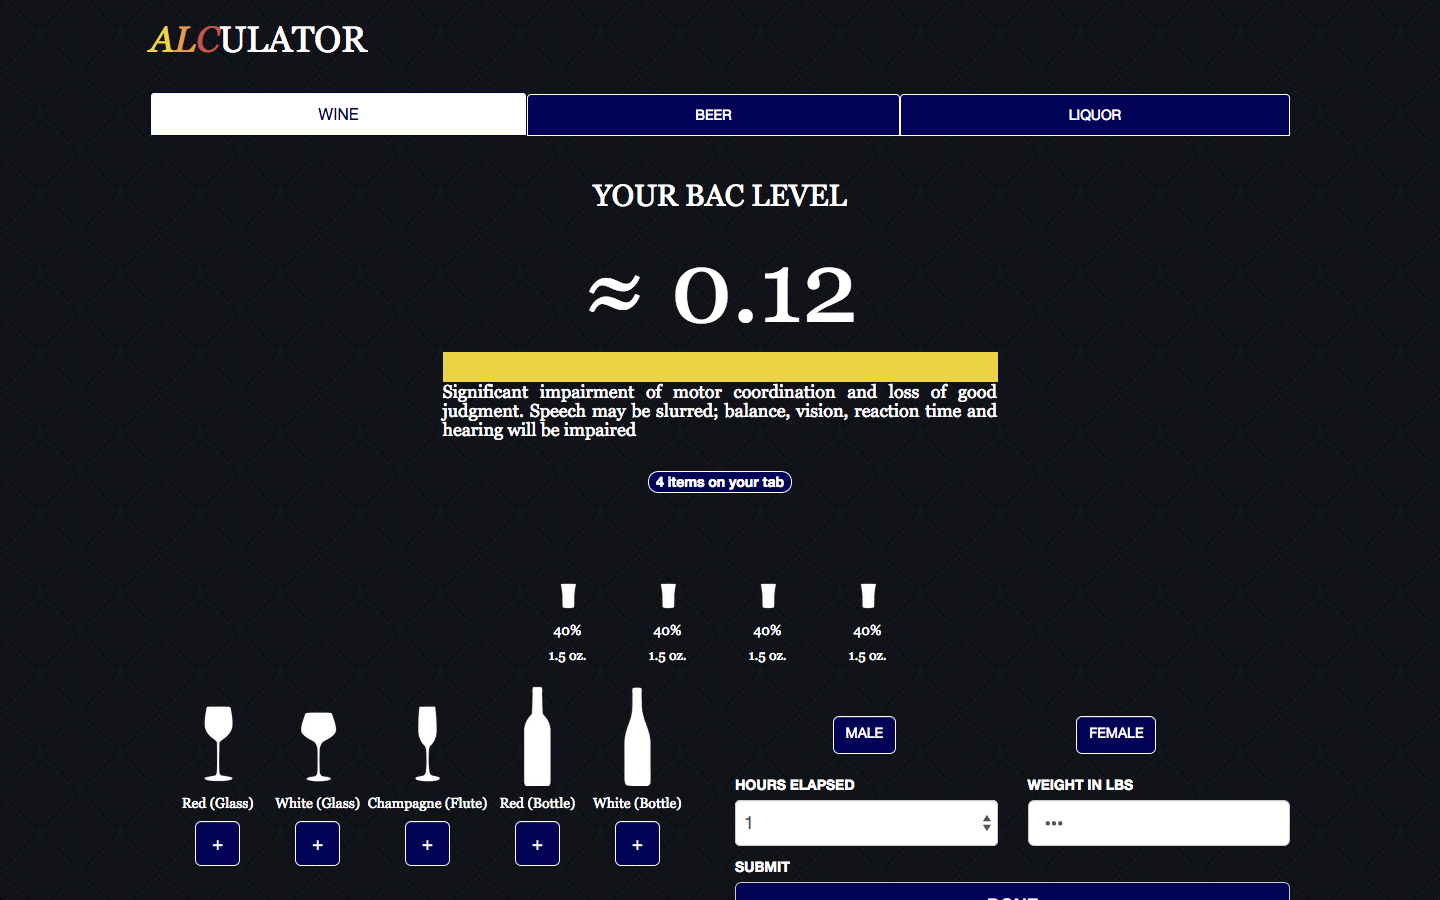 ALCULATOR
WINE BEER LIQUOR
YOUR BAC LEVEL
≈ 0.12
Significant impairment of motor coordination and loss of good
judgment. Speech may be slurred; balance, vision, reaction time and
hearing will be impaired
4 items on your tab
40% 40% 40% 40%
1.5 oz. 1.5 oz. 1.5 oz. 1.5 oz.
MALE FEMALE
Red (Glass) White (Glass) Champagne (Flute) Red (Bottle) White (Bottle)
+ + + + +
HOURS ELAPSED WEIGHT IN LBS
1 •••
SUBMIT